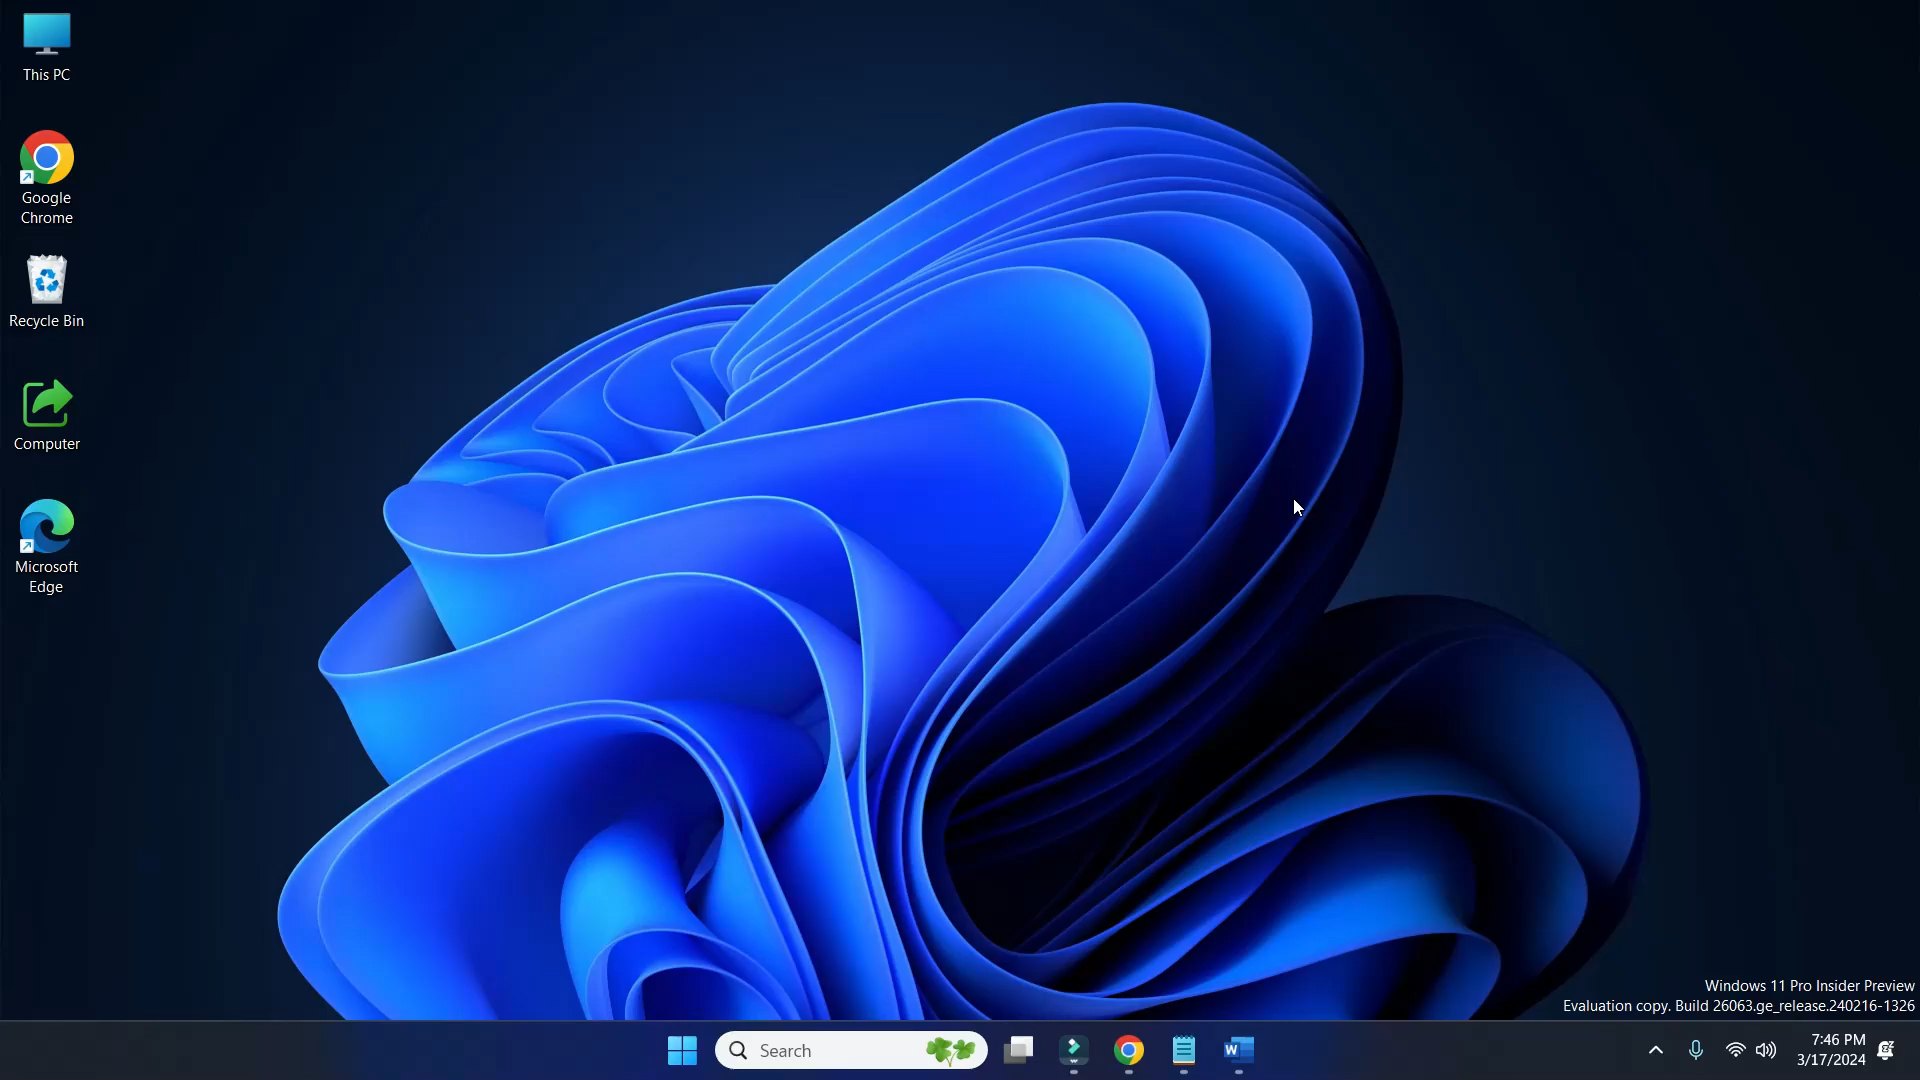 This PC
Google
Chrome
Recycle Bin
Computer
Microsoft
Edge
Windows 11 Pro Insider Preview
Evaluation copy. Build 26063.ge_release.240216-1326
Search
W
7:46 PM
3/17/2024